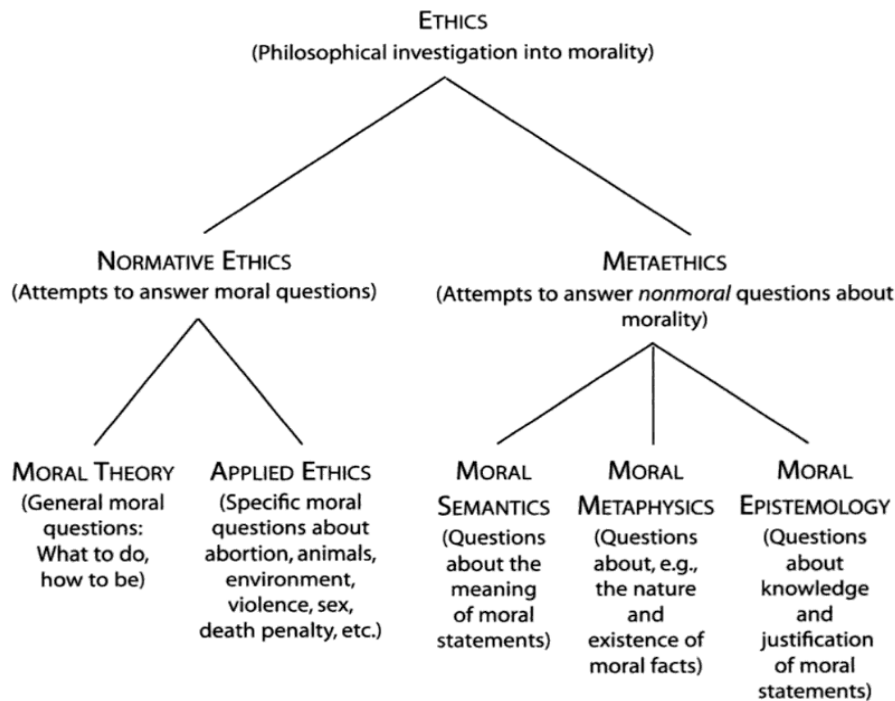 ETHICS
(Philosophical investigation into morality)
NORMATIVE ETHICS
(Attempts to answer moral questions)
METAETHICS
(Attempts to answer nonmoral questions about
morality)
MORAL THEORY
(General moral
questions:
What to do,
how to be)
APPLIED ETHICS
(Specific moral
questions about
abortion, animals,
environment,
violence, sex,
death penalty, etc.)
MORAL
SEMANTICS
(Questions
about the
meaning
of moral
statements)
MORAL
METAPHYSICS
(Questions
about, e.g.,
the nature
and
existence of
moral facts)
MORAL
EPISTEMOLOGY
(Questions
about
knowledge
and
justification
of moral
statements)